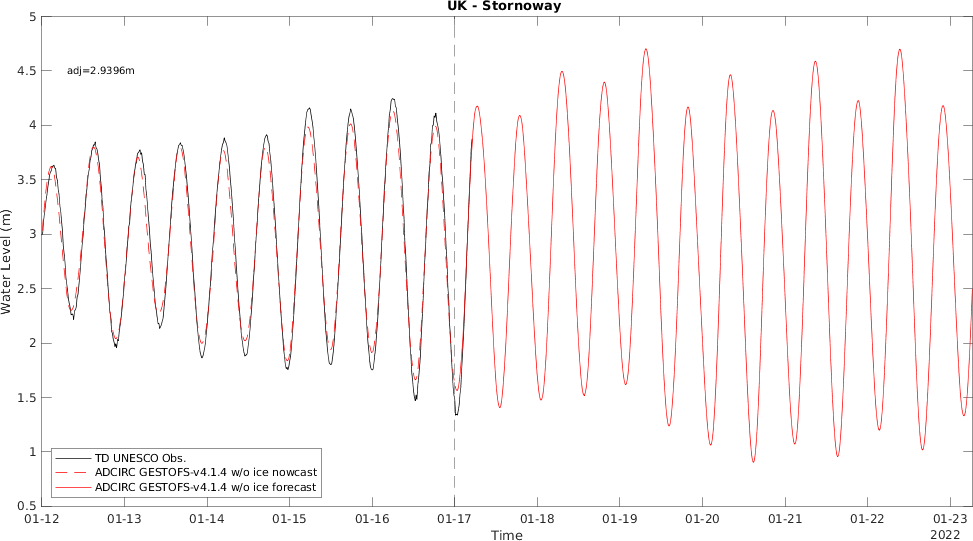 UK - Stornoway
adj=2.9396m
Water Level (m)
5
4.5
4
3.5
3
2.5
2
1.5
1
0.5
TD UNESCO Obs.
ADCIRC GESTOFS-v4.1.4 w/o ice nowcast
ADCIRC GESTOFS-v4.1.4 w/o ice forecast
01-12 01-13 01-14 01-15 01-16 01-17 01-18 01-19 01-20 01-21 01-22 01-23
Time
2022